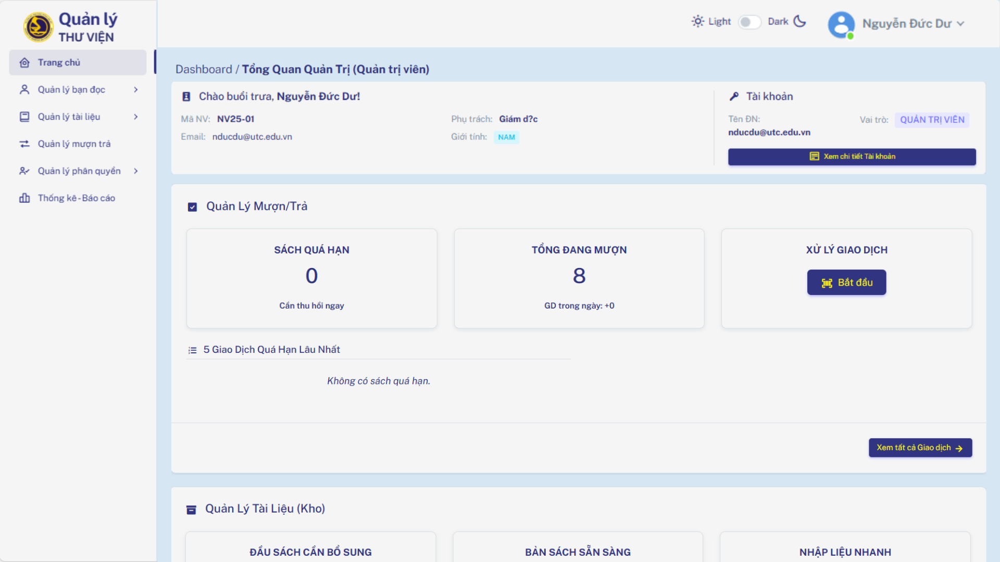 Quản lý
THƯ VIỆN
Light
Dark
Nguyễn Đức Dư
Trang chủ
Quản lý bạn đọc
Quản lý tài liệu
Quản lý mượn trả
Quản lý phân quyền
Thống kê - Báo cáo
Dashboard / Tổng Quan Quản Trị (Quản trị viên)
Chào buổi trưa, Nguyễn Đức Dư!
Mã NV: NV25-01
Phụ trách: Giám d?c
Email: nducdu@utc.edu.vn
Giới tính: NAM
Tài khoản
Tên ĐN:
nducdu@utc.edu.vn
Vai trò: QUẢN TRỊ VIÊN
Xem chi tiết Tài khoản
Quản Lý Mượn/Trả
SÁCH QUÁ HẠN
0
Cần thu hồi ngay
TỔNG ĐANG MƯỢN
8
GD trong ngày: +0
XỬ LÝ GIAO DỊCH
Bắt đầu
5 Giao Dịch Quá Hạn Lâu Nhất
Không có sách quá hạn.
Xem tất cả Giao dịch
Quản Lý Tài Liệu (Kho)
ĐẦU SÁCH CẦN BỔ SUNG
BẢN SÁCH SẴN SÀNG
NHẬP LIỆU NHANH